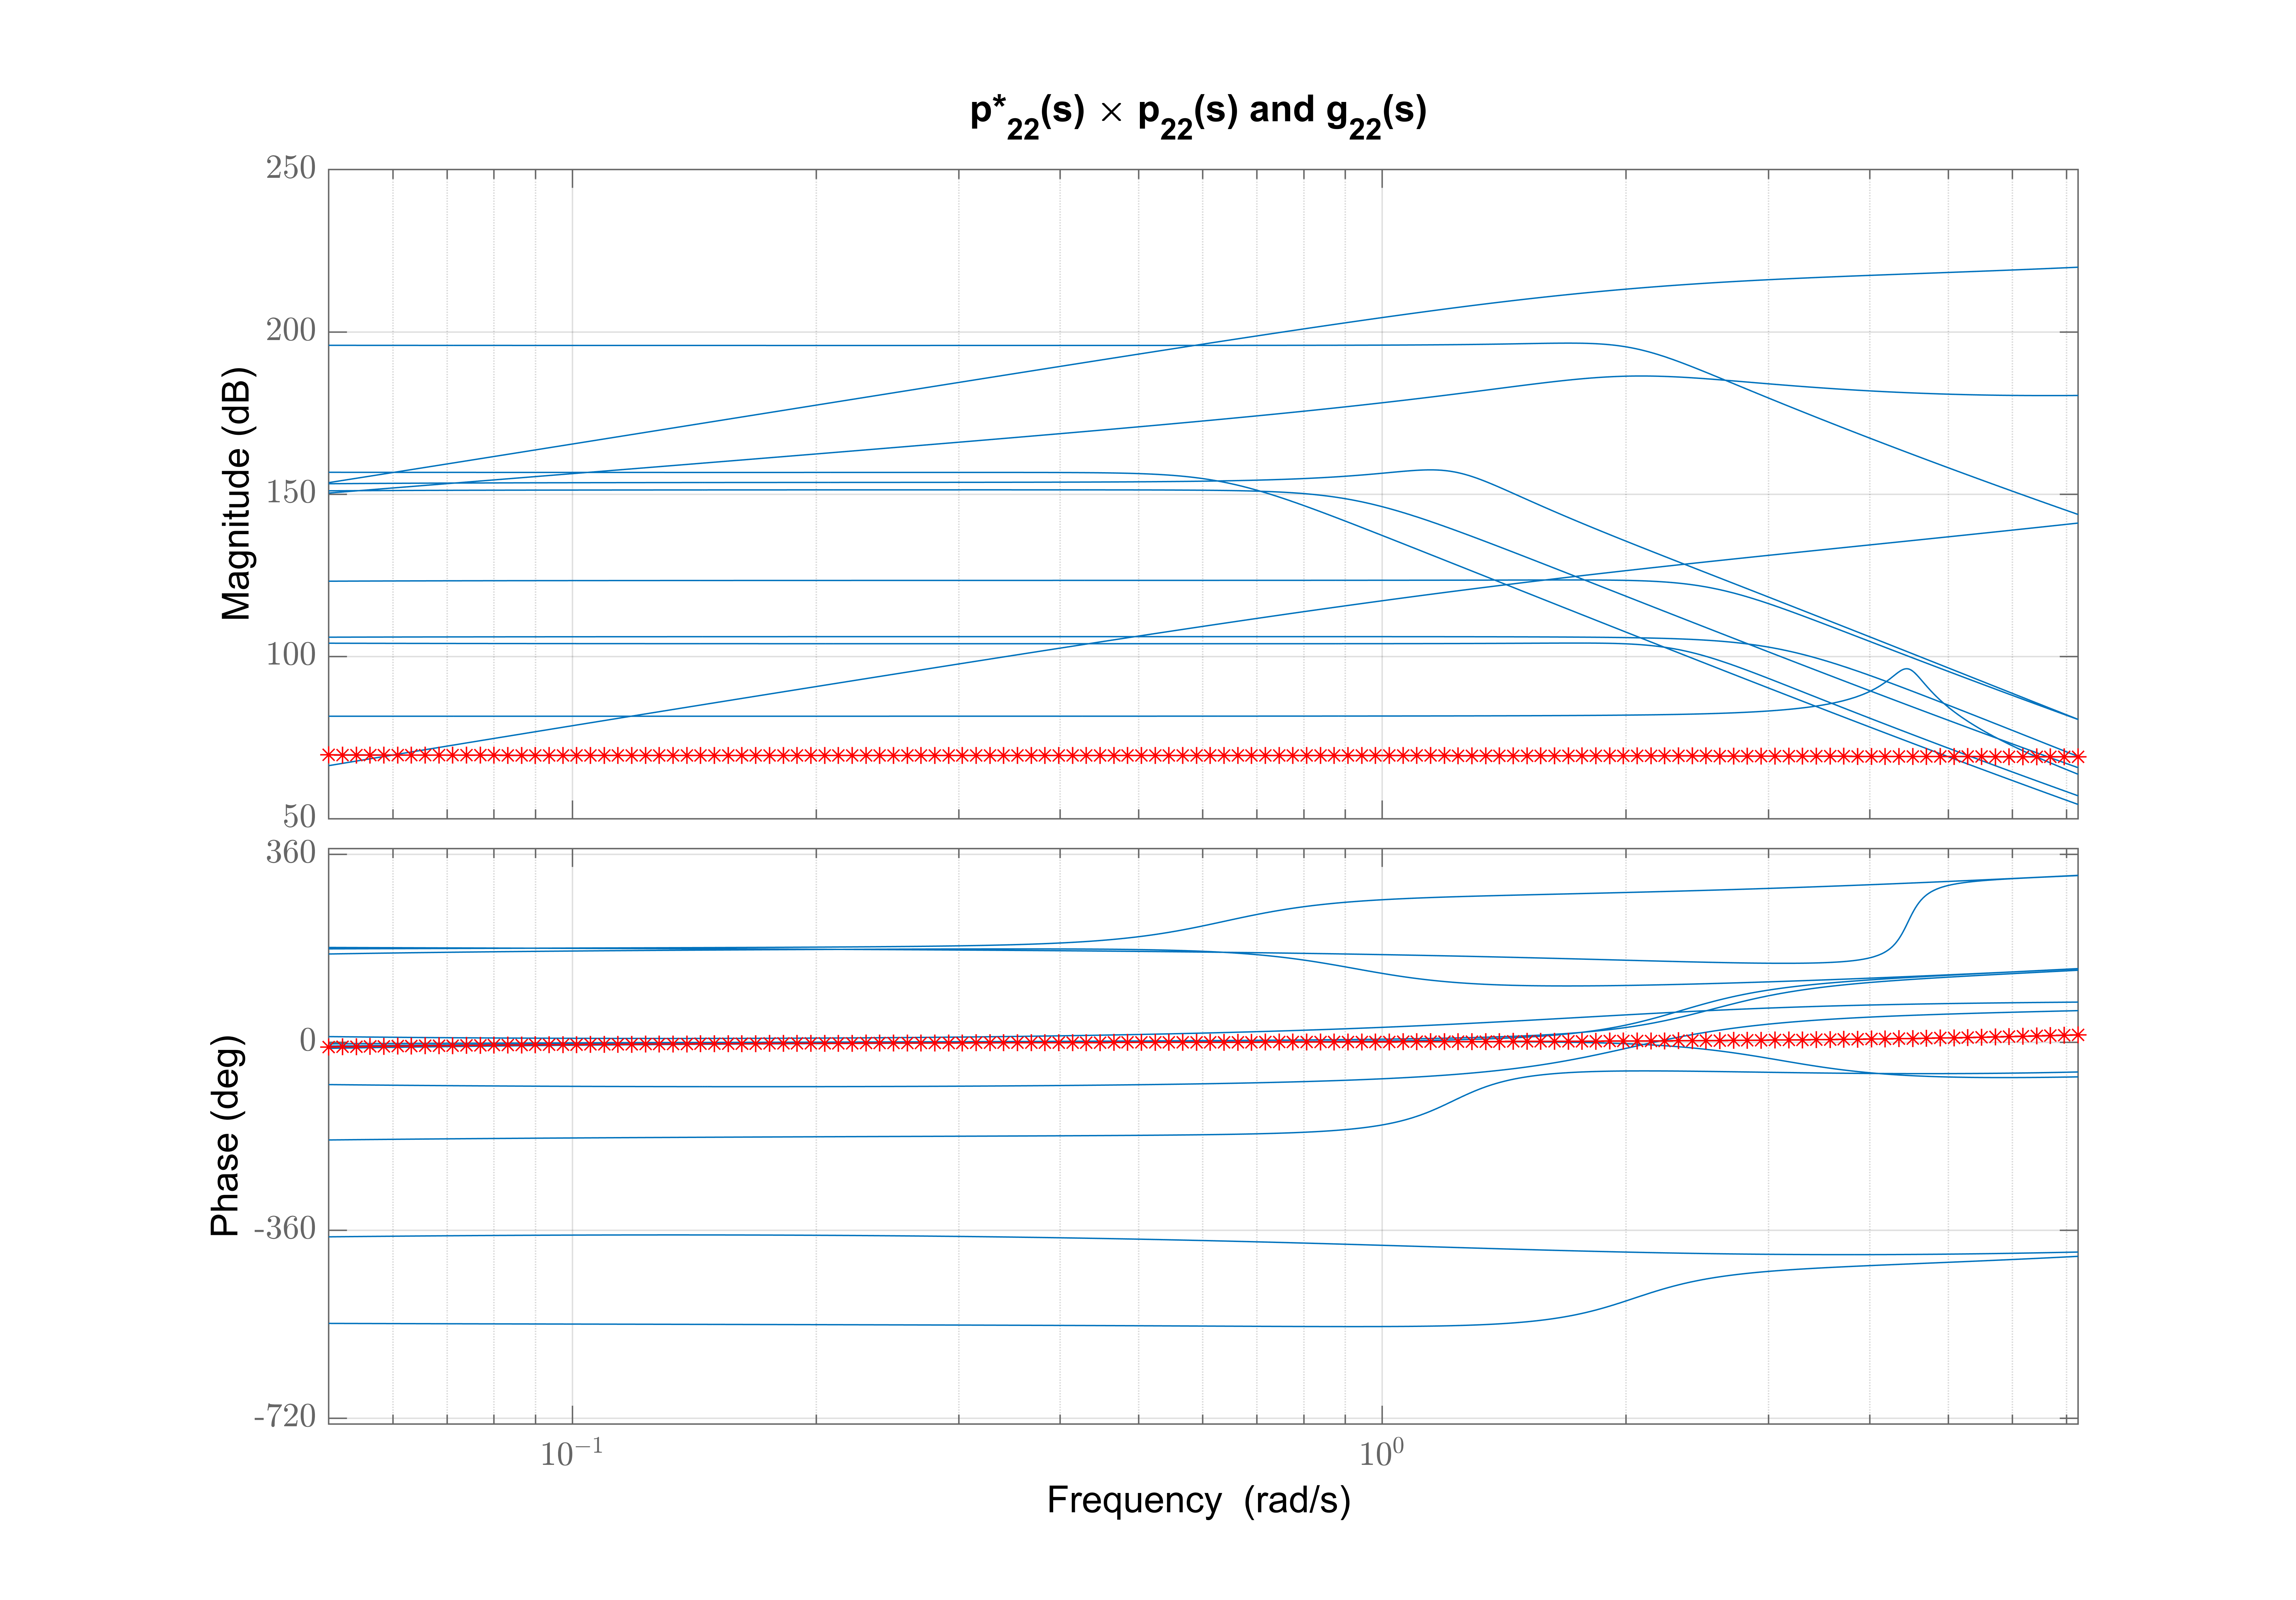 p*22(s) × p22(s) and g22(s)
250
200
150
100
50
Magnitude (dB)
360
0
-360
-720
Phase (deg)
10−1
100
Frequency (rad/s)